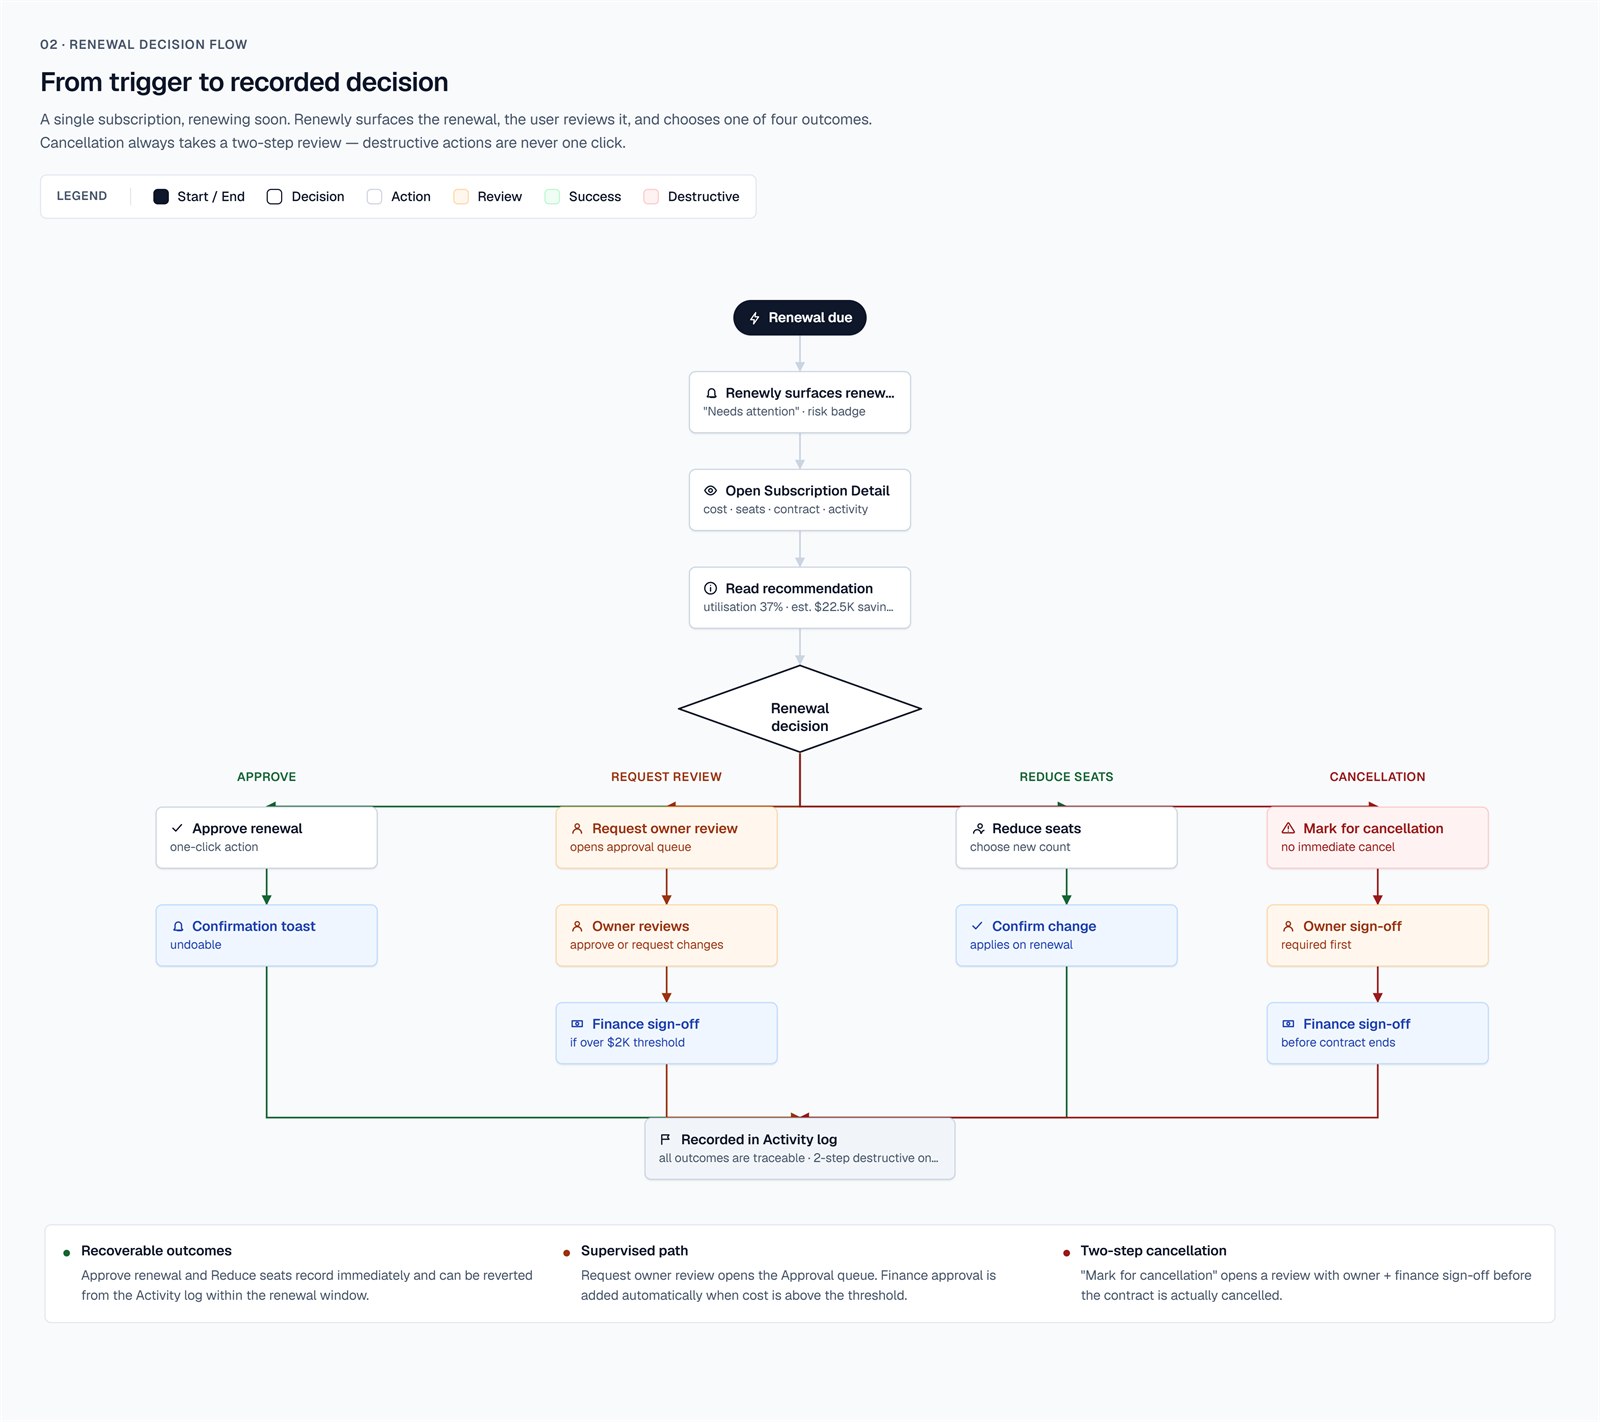 02 · RENEWAL DECISION FLOW
From trigger to recorded decision
A single subscription, renewing soon. Renewly surfaces the renewal, the user reviews it, and chooses one of four outcomes.
Cancellation always takes a two-step review — destructive actions are never one click.
LEGEND Start / End Decision Action Review Success Destructive
Renewal due
Renewly surfaces renew...
"Needs attention" · risk badge
Open Subscription Detail
cost · seats · contract · activity
Read recommendation
utilisation 37% · est. $22.5K savin...
Renewal
decision
APPROVE
Approve renewal
one-click action
Confirmation toast
undoable
REQUEST REVIEW
Request owner review
opens approval queue
Owner reviews
approve or request changes
Finance sign-off
if over $2K threshold
REDUCE SEATS
Reduce seats
choose new count
Confirm change
applies on renewal
CANCELLATION
Mark for cancellation
no immediate cancel
Owner sign-off
required first
Finance sign-off
before contract ends
Recorded in Activity log
all outcomes are traceable · 2-step destructive on...
Recoverable outcomes
Approve renewal and Reduce seats record immediately and can be reverted
from the Activity log within the renewal window.
Supervised path
Request owner review opens the Approval queue. Finance approval is
added automatically when cost is above the threshold.
Two-step cancellation
"Mark for cancellation" opens a review with owner + finance sign-off before
the contract is actually cancelled.